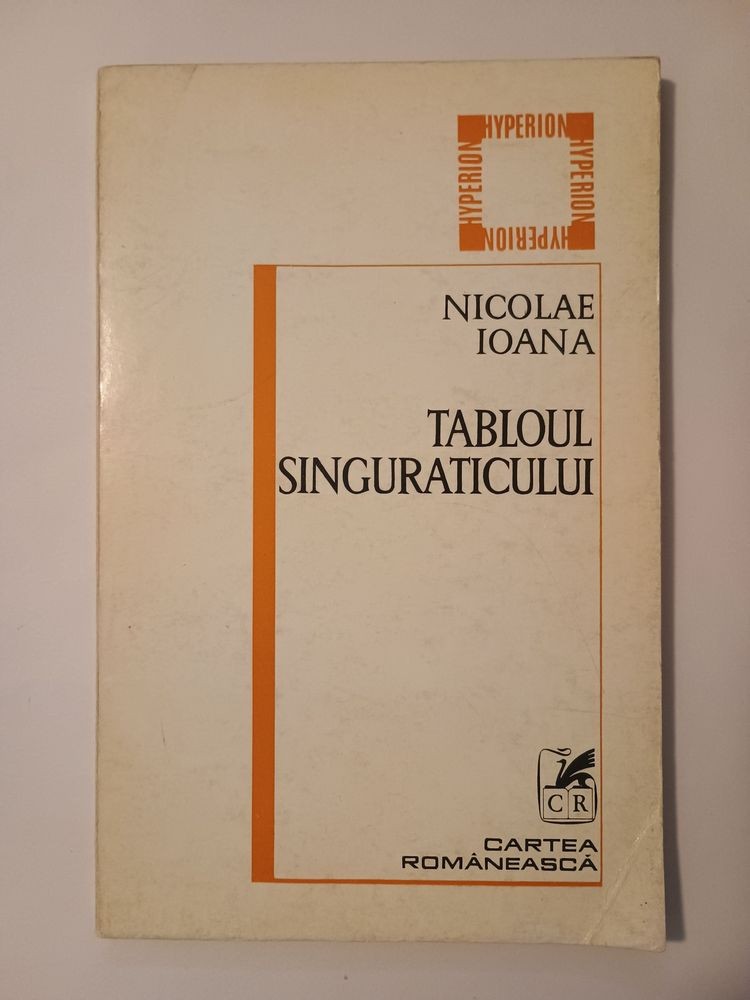 HYPERION
HYPERION
HYPERION
HYPERION
NICOLAE
IOANA
TABLOUL
SINGURATICULUI
CR
CARTEA
ROMÂNEASCĂ